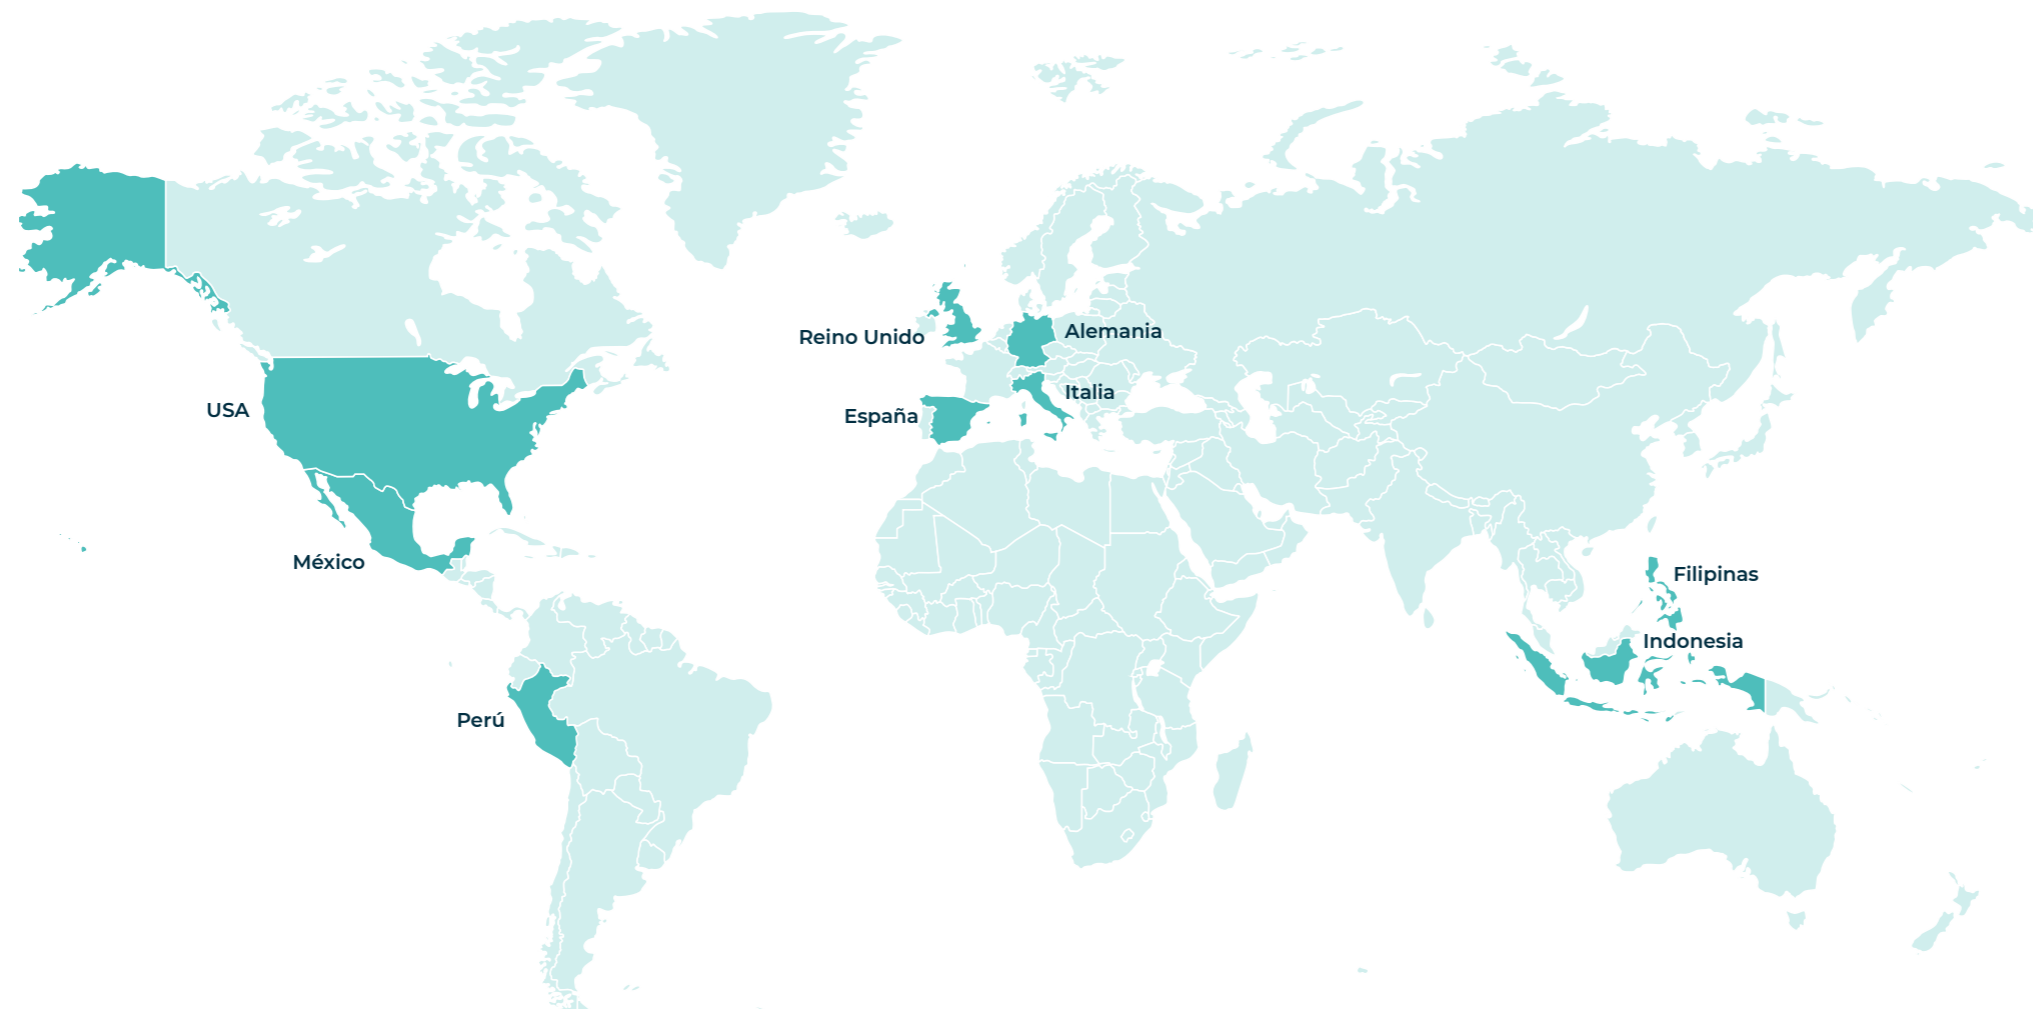 Reino Unido
Alemania
Italia
USA
España
México
Filipinas
Indonesia
Perú